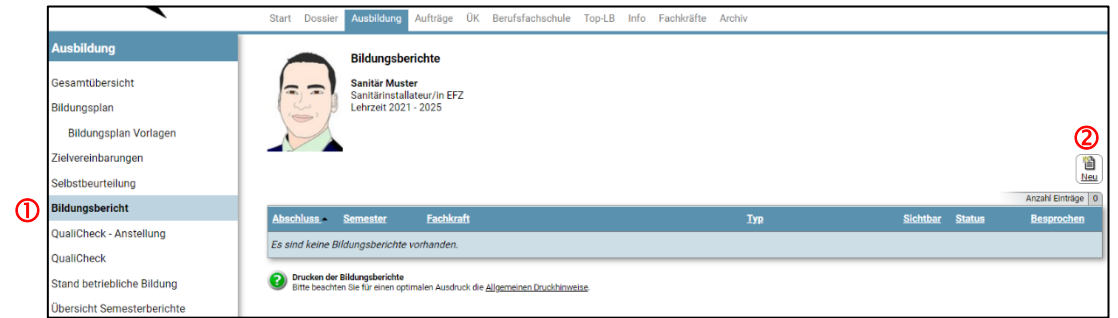 Start Dossier Ausbildung Aufträge ÜK Berufsfachschule Top-LB Info Fachkräfte Archiv
Ausbildung
Gesamtübersicht
Bildungsplan
Bildungsplan Vorlagen
Zielvereinbarungen
Selbstbeurteilung
① Bildungsbericht
QualiCheck - Anstellung
QualiCheck
Stand betriebliche Bildung
Übersicht Semesterberichte
Bildungsberichte
Sanitär Muster
Sanitärinstallateur/in EFZ
Lehrzeit 2021 - 2025
②
Neu
Anzahl Einträge 0
Abschluss Semester Fachkraft Typ Sichtbar Status Besprochen
Es sind keine Bildungsberichte vorhanden.
? Drucken der Bildungsberichte
Bitte beachten Sie für einen optimalen Ausdruck die Allgemeinen Druckhinweise.